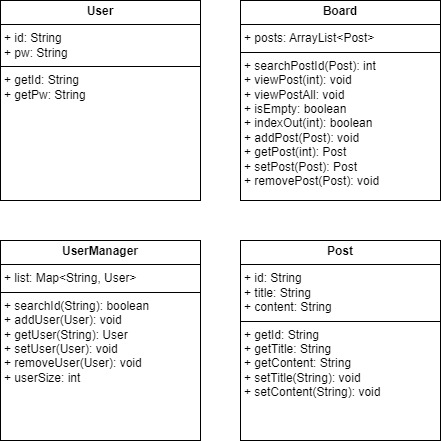 User
+ id: String
+ pw: String
+ getId: String
+ getPw: String
Board
+ posts: ArrayList<Post>
+ searchPostId(Post): int
+ viewPost(int): void
+ viewPostAll: void
+ isEmpty: boolean
+ indexOut(int): boolean
+ addPost(Post): void
+ getPost(int): Post
+ setPost(Post): Post
+ removePost(Post): void
UserManager
+ list: Map<String, User>
+ searchId(String): boolean
+ addUser(User): void
+ getUser(String): User
+ setUser(User): void
+ removeUser(User): void
+ userSize: int
Post
+ id: String
+ title: String
+ content: String
+ getId: String
+ getTitle: String
+ getContent: String
+ setTitle(String): void
+ setContent(String): void